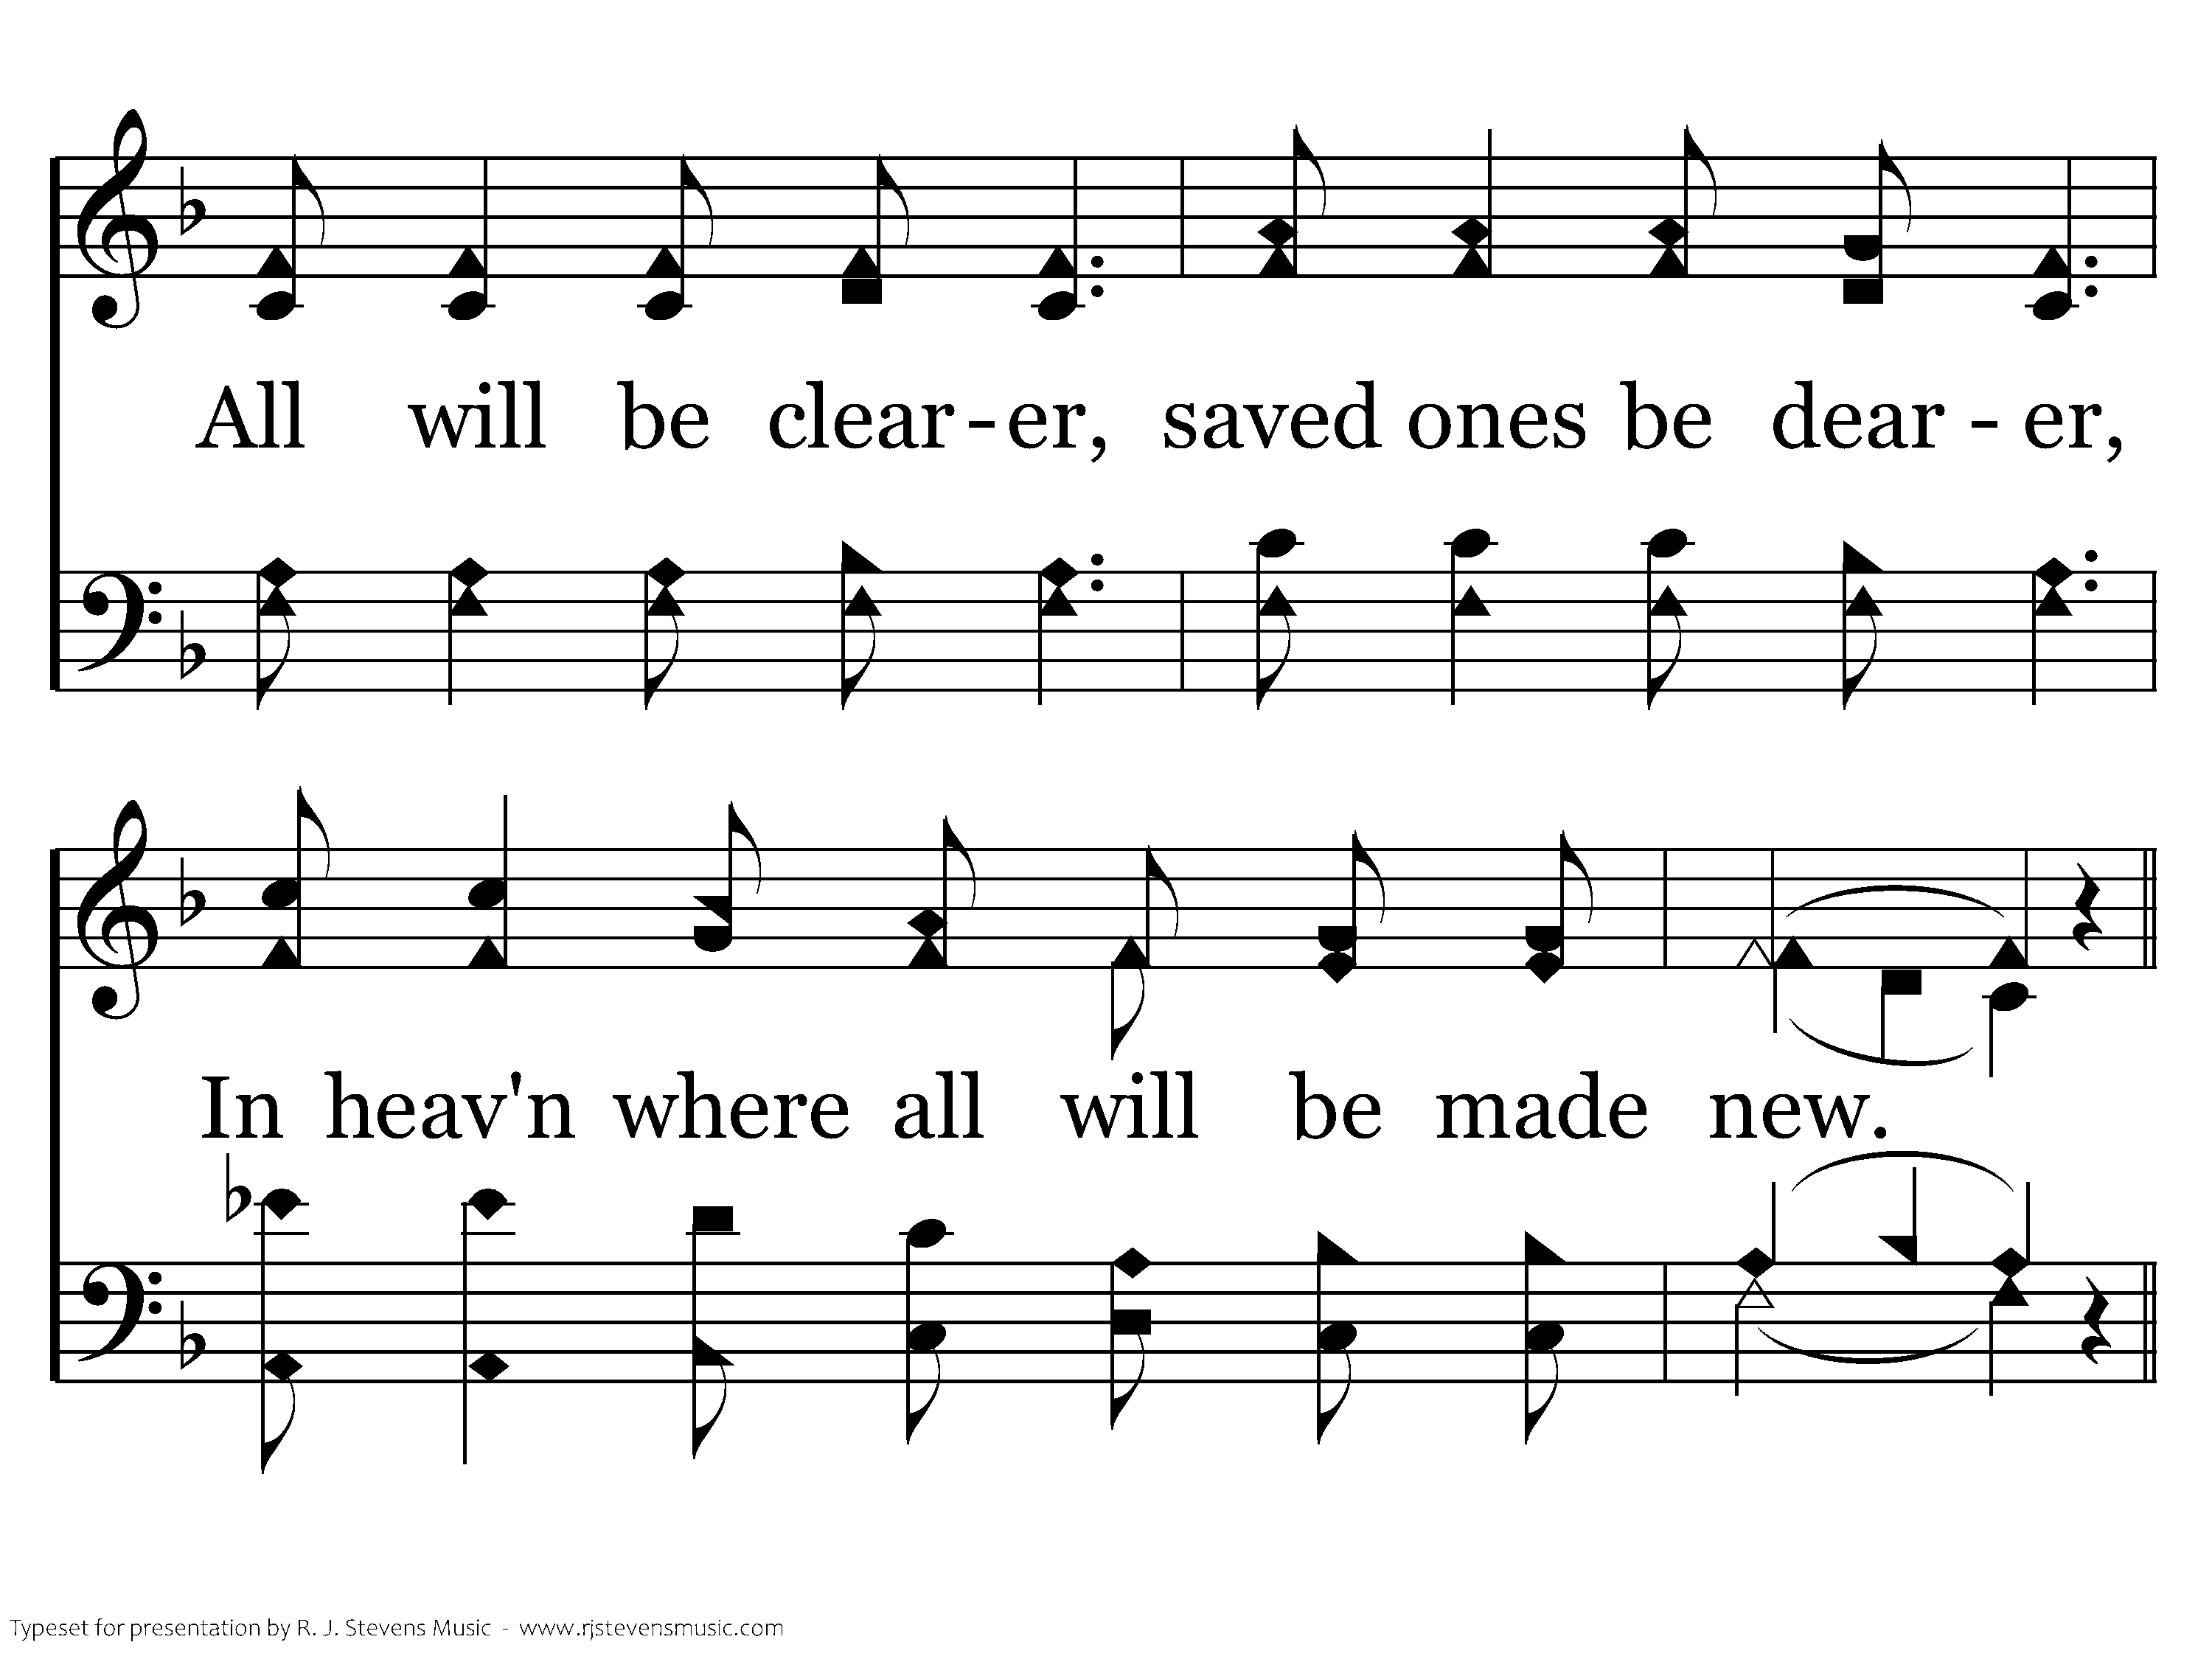 All will be clear-er, saved ones be dear - er,
In heav'n where all will be made new.
Typeset for presentation by R. J. Stevens Music - www.rjstevensmusic.com